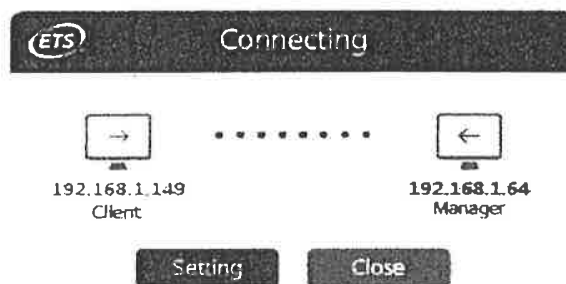 ETS Connecting
192.168.1.149
Client
192.168.1.64
Manager
Setting Close